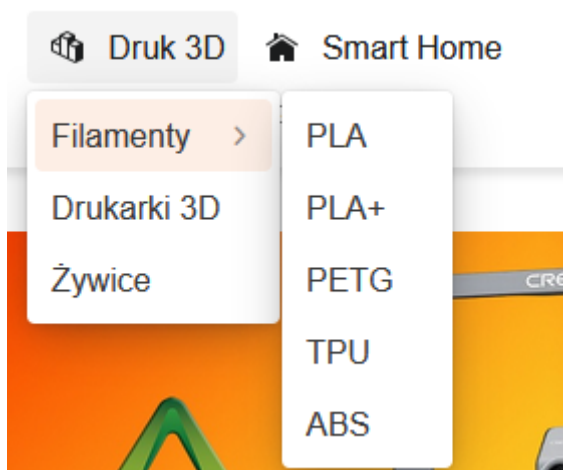 Druk 3D
Smart Home
Filamenty
Drukarki 3D
Żywice
PLA
PLA+
PETG
TPU
ABS